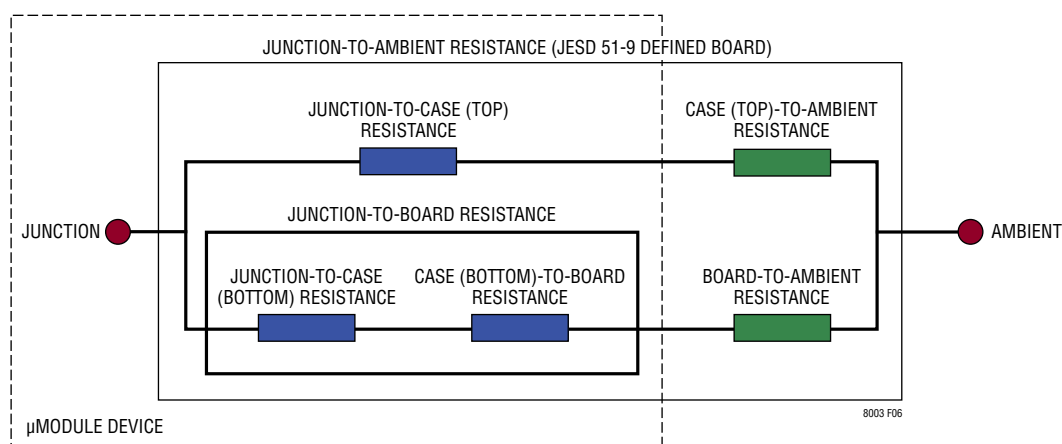 JUNCTION-TO-AMBIENT RESISTANCE (JESD 51-9 DEFINED BOARD)
JUNCTION-TO-CASE (TOP)
RESISTANCE
CASE (TOP)-TO-AMBIENT
RESISTANCE
JUNCTION-TO-BOARD RESISTANCE
JUNCTION
AMBIENT
JUNCTION-TO-CASE
(BOTTOM) RESISTANCE
CASE (BOTTOM)-TO-BOARD
RESISTANCE
BOARD-TO-AMBIENT
RESISTANCE
8003 F06
µMODULE DEVICE